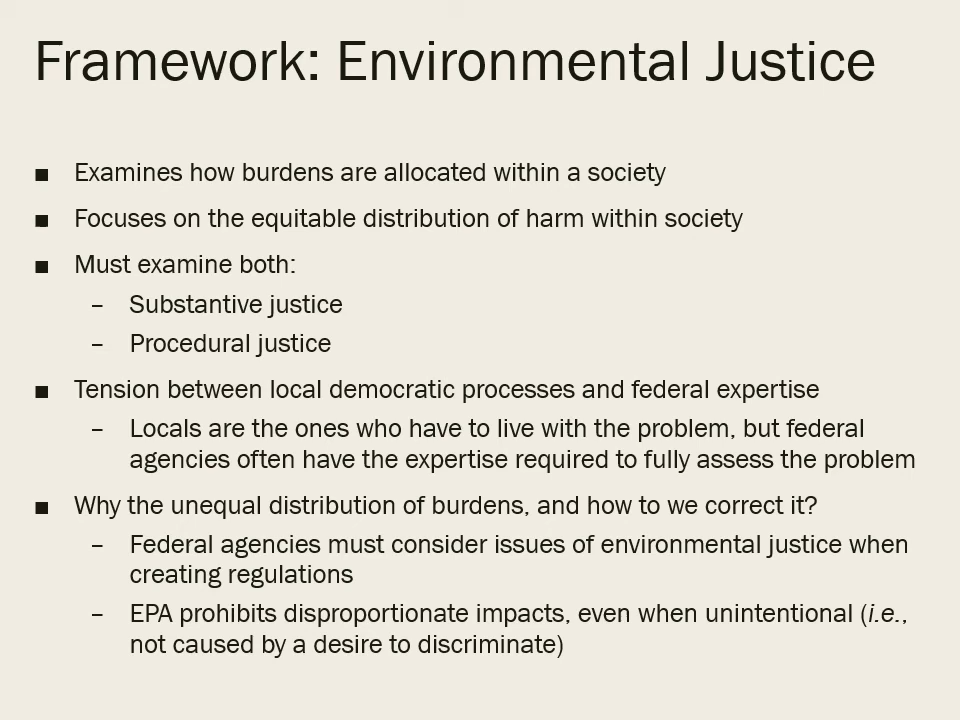 Framework: Environmental Justice
■ Examines how burdens are allocated within a society
■ Focuses on the equitable distribution of harm within society
■ Must examine both:
– Substantive justice
– Procedural justice
■ Tension between local democratic processes and federal expertise
– Locals are the ones who have to live with the problem, but federal
agencies often have the expertise required to fully assess the problem
■ Why the unequal distribution of burdens, and how to we correct it?
– Federal agencies must consider issues of environmental justice when
creating regulations
– EPA prohibits disproportionate impacts, even when unintentional (i.e.,
not caused by a desire to discriminate)